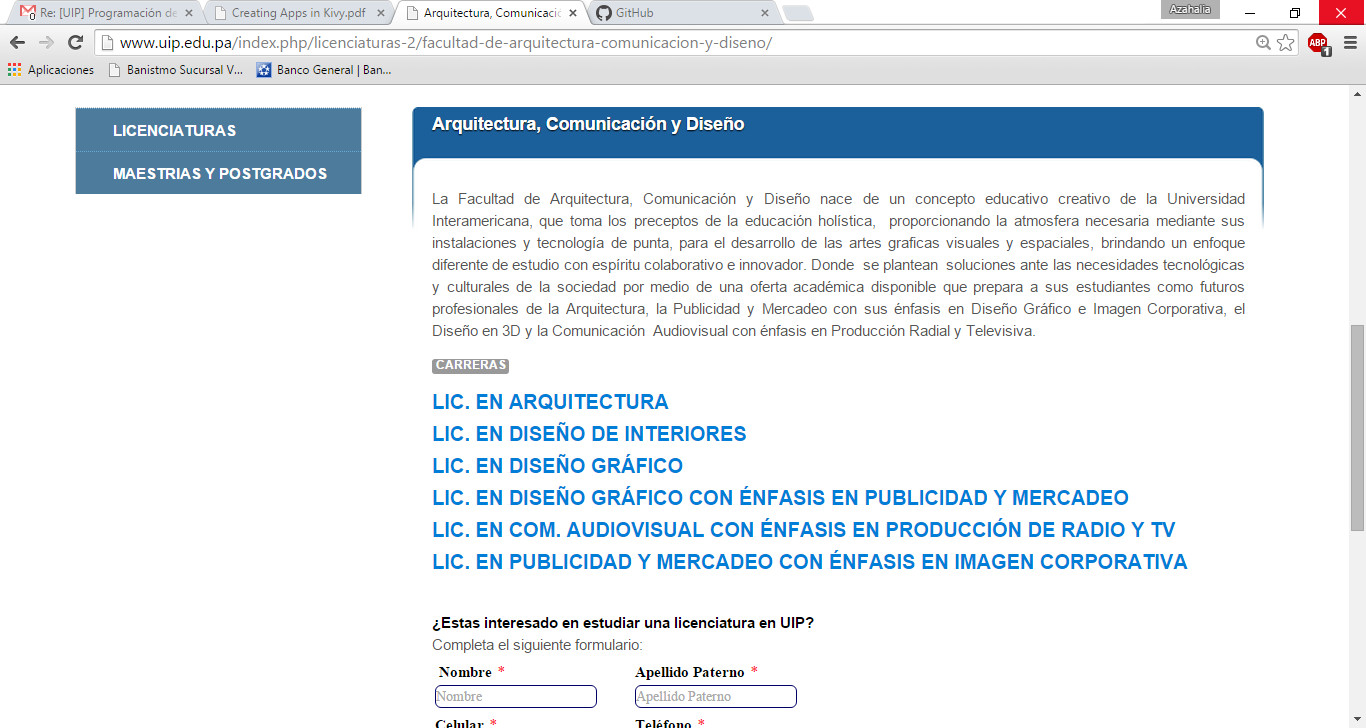 Re: [UIP] Programación de
Creating Apps in Kivy.pdf
Arquitectura, Comunicació
GitHub
Azahalia
www.uip.edu.pa/index.php/licenciaturas-2/facultad-de-arquitectura-comunicacion-y-diseno/
ABP
1
Aplicaciones
Banistmo Sucursal V...
Banco General | Ban...
LICENCIATURAS
MAESTRIAS Y POSTGRADOS
Arquitectura, Comunicación y Diseño
La Facultad de Arquitectura, Comunicación y Diseño nace de un concepto educativo creativo de la Universidad
Interamericana, que toma los preceptos de la educación holística, proporcionando la atmosfera necesaria mediante sus
instalaciones y tecnología de punta, para el desarrollo de las artes graficas visuales y espaciales, brindando un enfoque
diferente de estudio con espíritu colaborativo e innovador. Donde se plantean soluciones ante las necesidades tecnológicas
y culturales de la sociedad por medio de una oferta académica disponible que prepara a sus estudiantes como futuros
profesionales de la Arquitectura, la Publicidad y Mercadeo con sus énfasis en Diseño Gráfico e Imagen Corporativa, el
Diseño en 3D y la Comunicación Audiovisual con énfasis en Producción Radial y Televisiva.
CARRERAS
LIC. EN ARQUITECTURA
LIC. EN DISEÑO DE INTERIORES
LIC. EN DISEÑO GRÁFICO
LIC. EN DISEÑO GRÁFICO CON ÉNFASIS EN PUBLICIDAD Y MERCADEO
LIC. EN COM. AUDIOVISUAL CON ÉNFASIS EN PRODUCCIÓN DE RADIO Y TV
LIC. EN PUBLICIDAD Y MERCADEO CON ÉNFASIS EN IMAGEN CORPORATIVA
¿Estas interesado en estudiar una licenciatura en UIP?
Completa el siguiente formulario:
Nombre * Apellido Paterno *
Nombre Apellido Paterno
Celular * Teléfono *